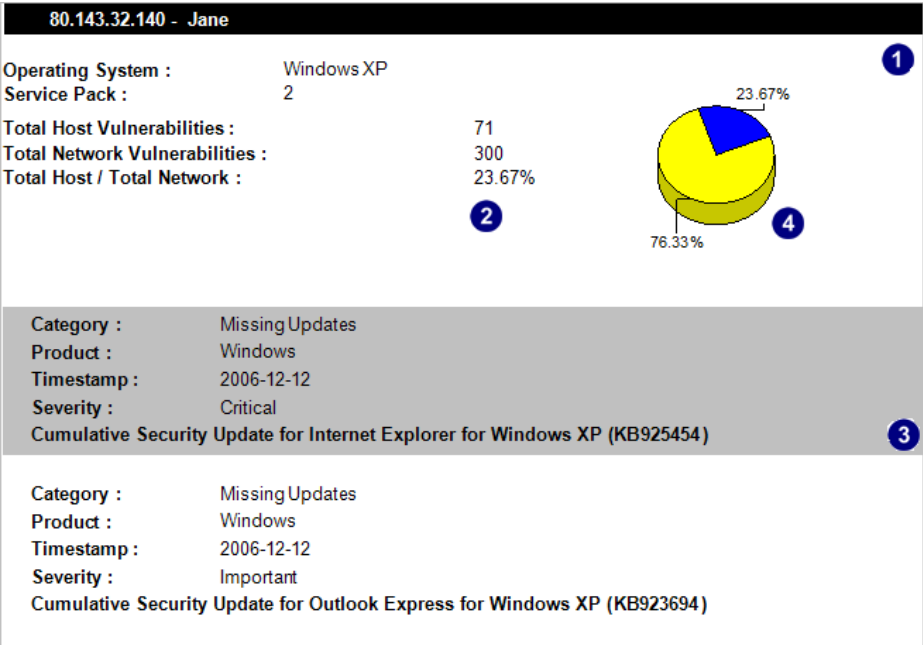 80.143.32.140 - Jane
1
Operating System : Windows XP
Service Pack : 2
23.67%
Total Host Vulnerabilities : 71
Total Network Vulnerabilities : 300
Total Host / Total Network : 23.67%
2
4
76.33%
Category : Missing Updates
Product : Windows
Timestamp : 2006-12-12
Severity : Critical
Cumulative Security Update for Internet Explorer for Windows XP (KB925454)
3
Category : Missing Updates
Product : Windows
Timestamp : 2006-12-12
Severity : Important
Cumulative Security Update for Outlook Express for Windows XP (KB923694)